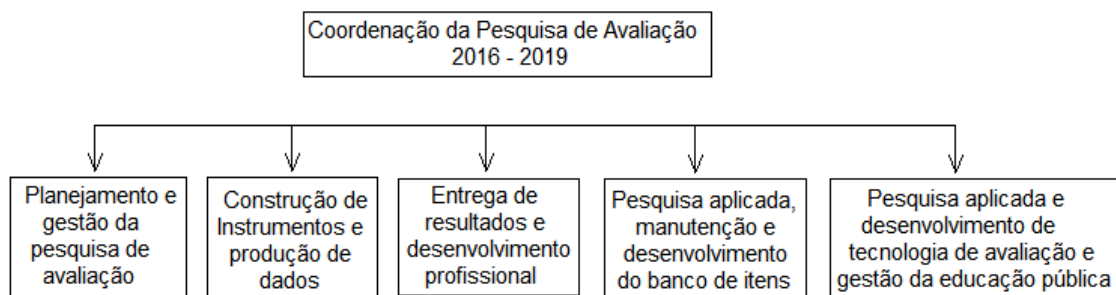 Coordenação da Pesquisa de Avaliação
2016 - 2019
Planejamento e
gestão da
pesquisa de
avaliação
Construção de
Instrumentos e
produção de
dados
Entrega de
resultados e
desenvolvimento
profissional
Pesquisa aplicada,
manutenção e
desenvolvimento
do banco de itens
Pesquisa aplicada e
desenvolvimento de
tecnologia de avaliação e
gestão da educação pública